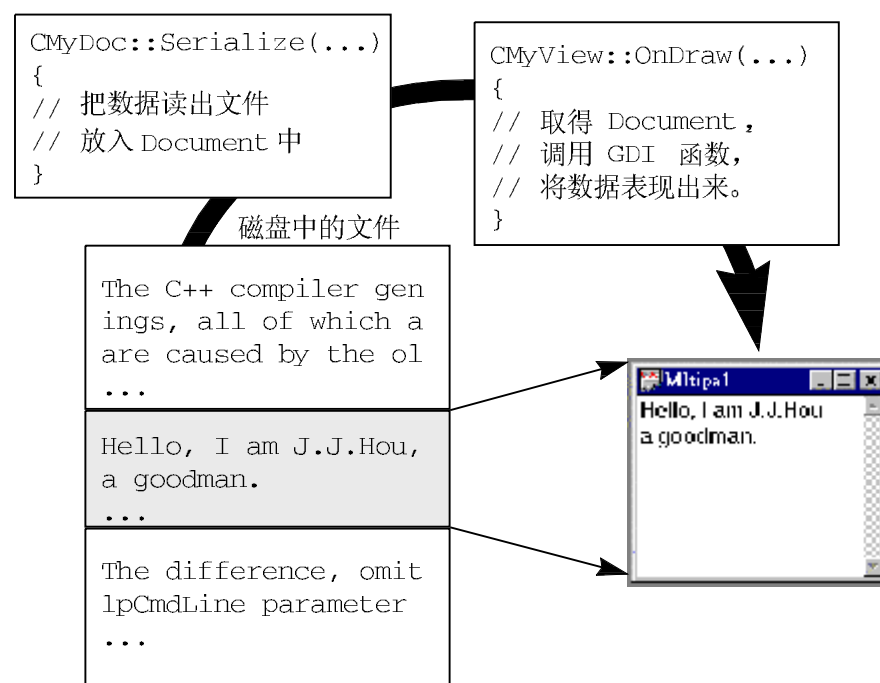 CMyDoc::Serialize(...)
{
// 把数据读出文件
// 放入 Document 中
}
CMyView::OnDraw(...)
{
// 取得 Document，
// 调用 GDI 函数，
// 将数据表现出来。
}
磁盘中的文件
The C++ compiler gen
ings, all of which a
are caused by the ol
...
Hello, I am J.J.Hou,
a goodman.
...
The difference, omit
lpCmdLine parameter
...
Mltipa1
Hello, I am J.J.Hou
a goodman.